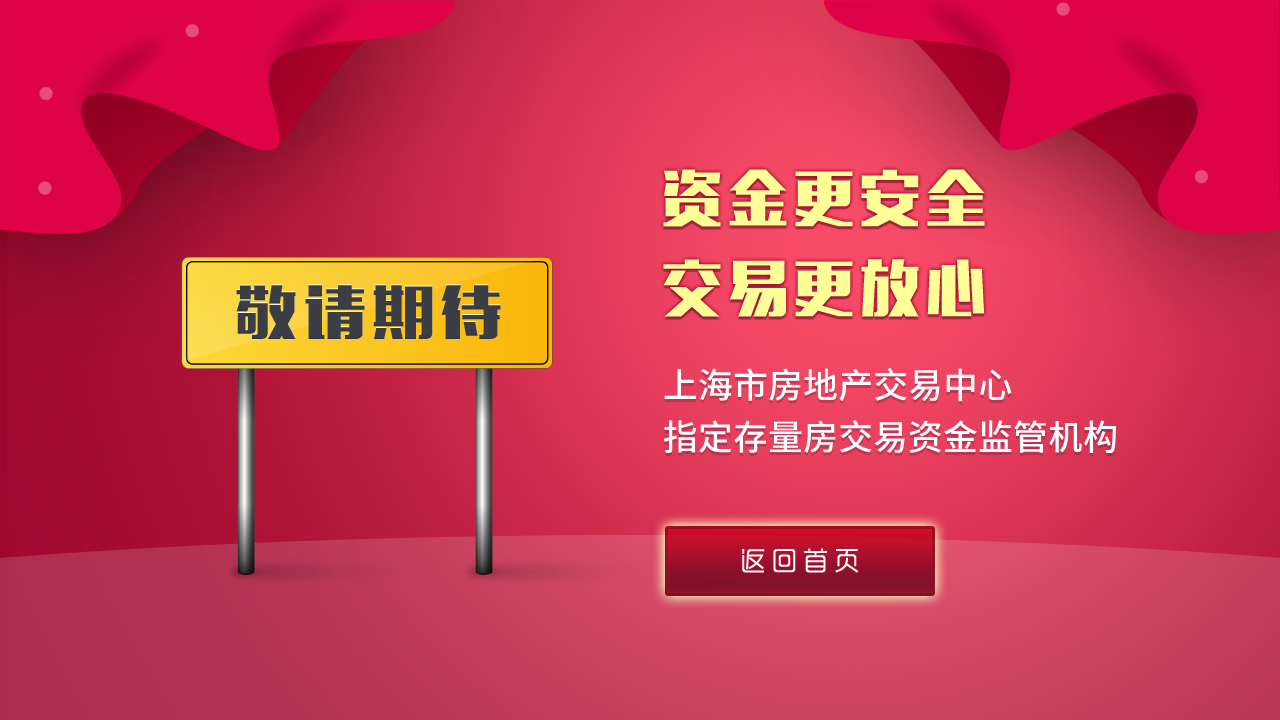 资金更安全
交易更放心
敬请期待
上海市房地产交易中心
指定存量房交易资金监管机构
返回首页